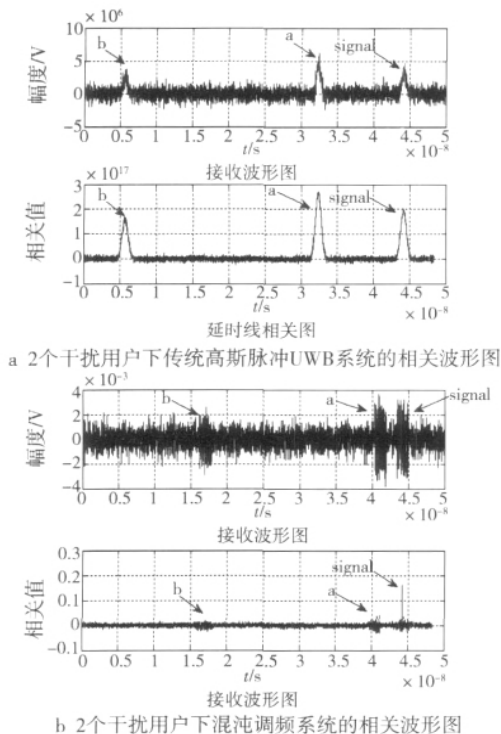 10 × 10⁶
b
a
signal
幅度/V
5
0
-5
0 0.5 1 1.5 2 2.5 3 3.5 4 4.5 5
t/s
× 10⁻⁸
接收波形图
3 × 10¹⁷
b
a
signal
相关值
2
1
0
-1
0 0.5 1 1.5 2 2.5 3 3.5 4 4.5 5
t/s
× 10⁻⁸
延时线相关图
a 2个干扰用户下传统高斯脉冲UWB系统的相关波形图
× 10⁻³
4
b
a
signal
幅度/V
2
0
-2
-4
0 0.5 1 1.5 2 2.5 3 3.5 4 4.5 5
t/s
× 10⁻⁸
接收波形图
0.3
signal
相关值
0.2
0.1
b
a
0
-0.1
0 0.5 1 1.5 2 2.5 3 3.5 4 4.5 5
t/s
× 10⁻⁸
接收波形图
b 2个干扰用户下混沌调频系统的相关波形图